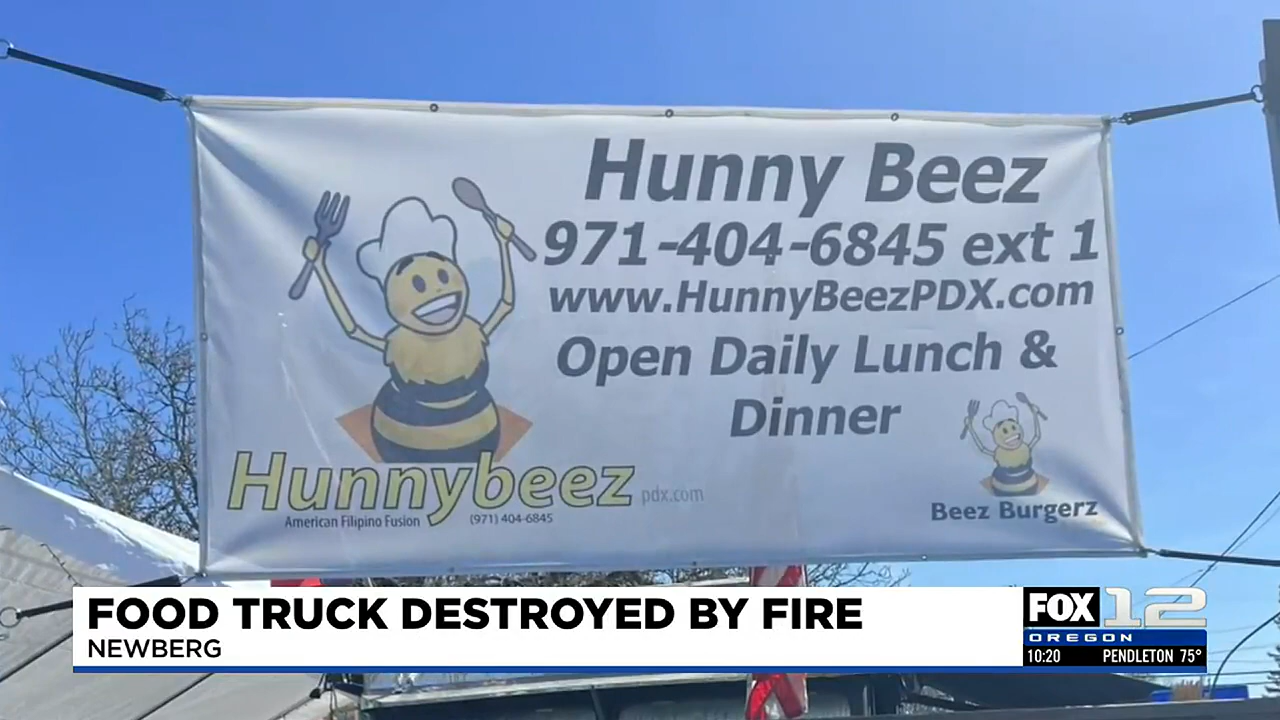 Hunny Beez
971-404-6845 ext 1
www.HunnyBeezPDX.com
Open Daily Lunch &
Dinner
Hunnybeez pdx.com
American Filipino Fusion (971) 404-6845
Beez Burgerz
FOOD TRUCK DESTROYED BY FIRE
NEWBERG
FOX 12
OREGON
10:20 PENDLETON 75°